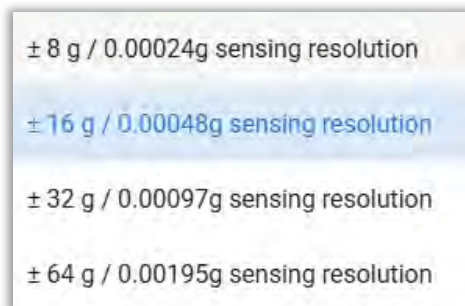 ± 8 g / 0.00024g sensing resolution
± 16 g / 0.00048g sensing resolution
± 32 g / 0.00097g sensing resolution
± 64 g / 0.00195g sensing resolution